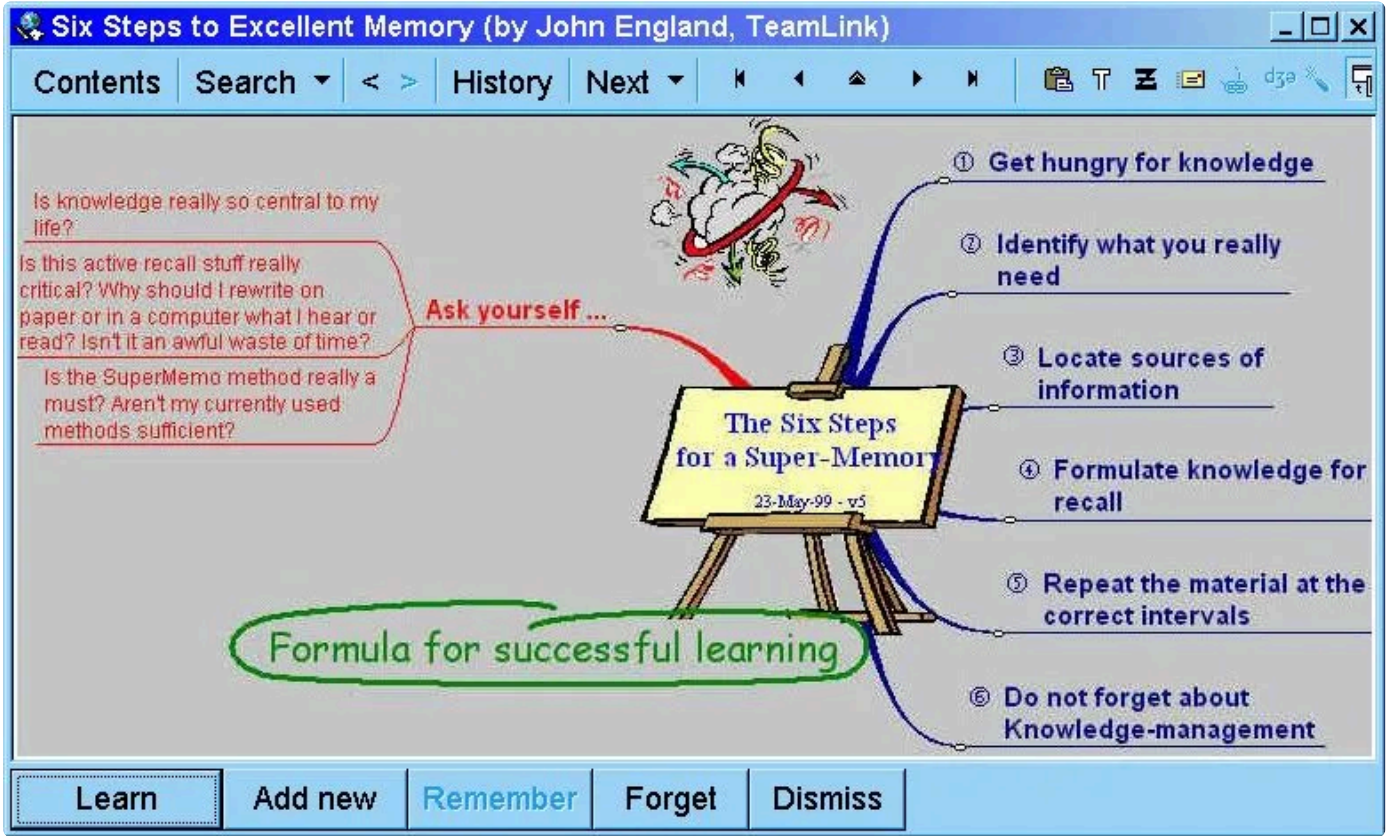 Six Steps to Excellent Memory (by John England, TeamLink)
Contents Search < > History Next
T Z dʒə
Is knowledge really so central to my
life?
Is this active recall stuff really
critical? Why should I rewrite on
paper or in a computer what I hear or
read? Isn't it an awful waste of time?
Is the SuperMemo method really a
must? Aren't my currently used
methods sufficient?
Ask yourself ...
The Six Steps
for a Super-Memory
23-May-99 - v5
① Get hungry for knowledge
② Identify what you really
need
③ Locate sources of
information
④ Formulate knowledge for
recall
⑤ Repeat the material at the
correct intervals
⑥ Do not forget about
Knowledge-management
Formula for successful learning
Learn Add new Remember Forget Dismiss